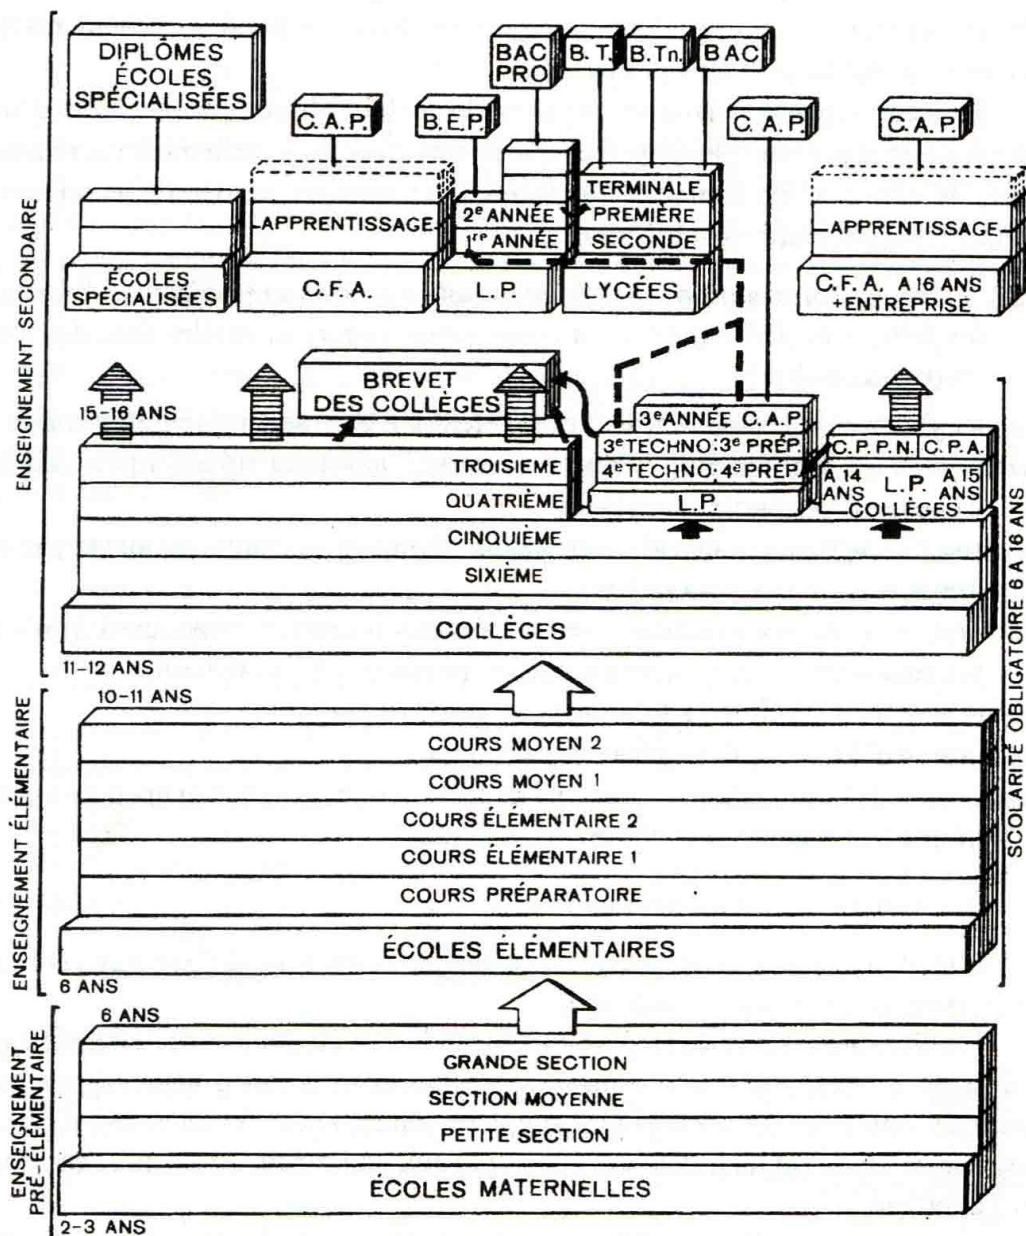 DIPLÔMES
ÉCOLES
SPÉCIALISÉES
BAC
PRO
B.T.
B.Tn.
BAC
C.A.P.
B.E.P.
C.A.P.
C.A.P.
TERMINALE
APPRENTISSAGE
2e ANNÉE
PREMIÈRE
APPRENTISSAGE
1re ANNÉE
SECONDE
ÉCOLES
SPÉCIALISÉES
C.F.A.
L.P.
LYCÉES
C.F.A. A 16 ANS
+ENTREPRISE
ENSEIGNEMENT SECONDAIRE
15-16 ANS
BREVET
DES COLLÈGES
3e ANNÉE C.A.P.
TROISIEME
3e TECHNO; 3e PRÉP.
C.P.P.N.
C.P.A.
4e TECHNO; 4e PRÉPA
A 14
ANS
L.P.
A 15
ANS
COLLÈGES
QUATRIÈME
L.P.
CINQUIÈME
SIXIÈME
COLLÈGES
11-12 ANS
SCOLARITÉ OBLIGATOIRE 6 A 16 ANS
ENSEIGNEMENT ÉLÉMENTAIRE
10-11 ANS
COURS MOYEN 2
COURS MOYEN 1
COURS ÉLÉMENTAIRE 2
COURS ÉLÉMENTAIRE 1
COURS PRÉPARATOIRE
ÉCOLES ÉLÉMENTAIRES
6 ANS
ENSEIGNEMENT
PRÉ-ÉLÉMENTAIRE
6 ANS
GRANDE SECTION
SECTION MOYENNE
PETITE SECTION
ÉCOLES MATERNELLES
2-3 ANS